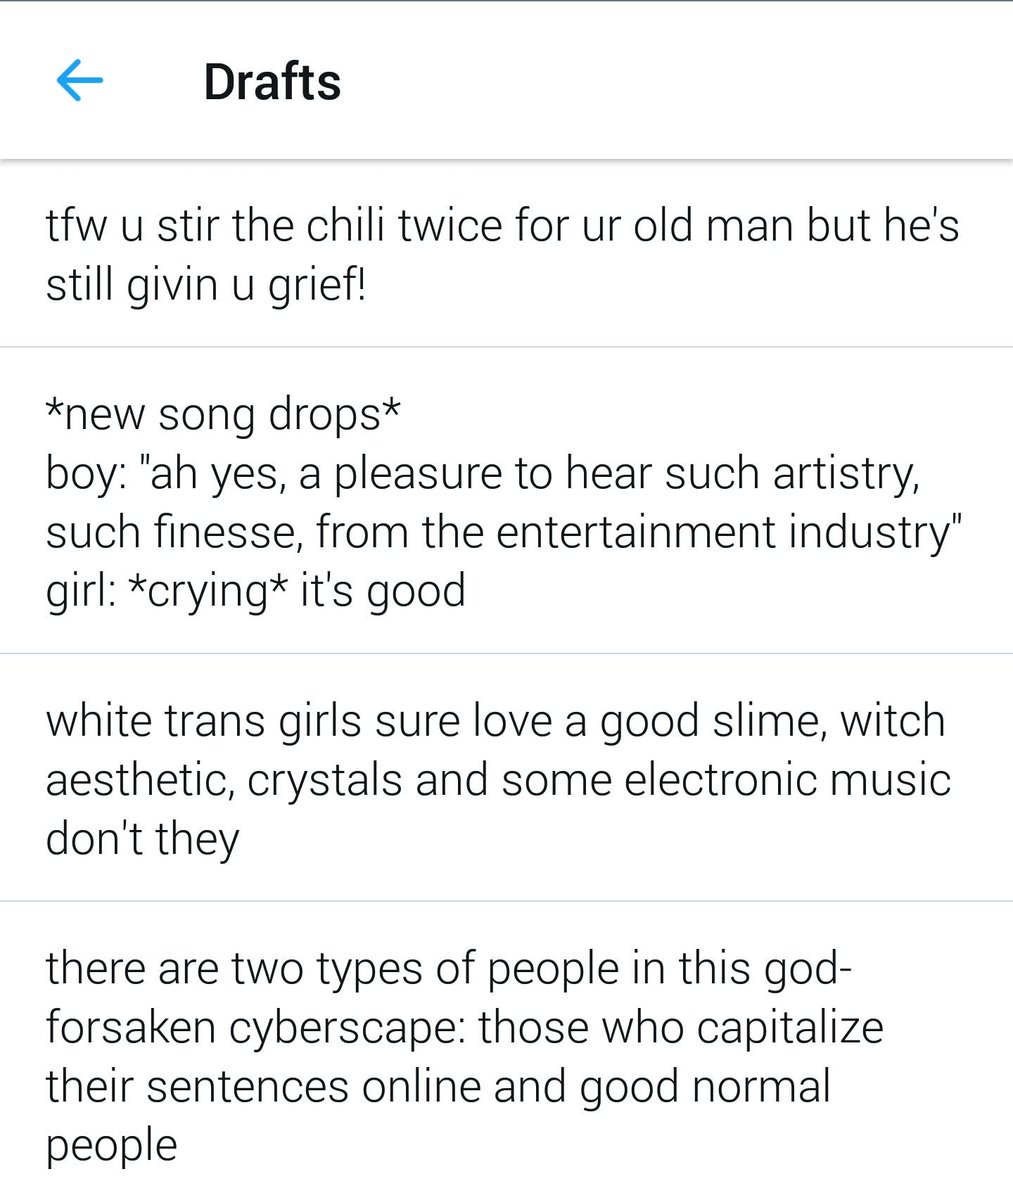 Drafts
tfw u stir the chili twice for ur old man but he's
still givin u grief!
*new song drops*
boy: "ah yes, a pleasure to hear such artistry,
such finesse, from the entertainment industry"
girl: *crying* it's good
white trans girls sure love a good slime, witch
aesthetic, crystals and some electronic music
don't they
there are two types of people in this god-
forsaken cyberscape: those who capitalize
their sentences online and good normal
people